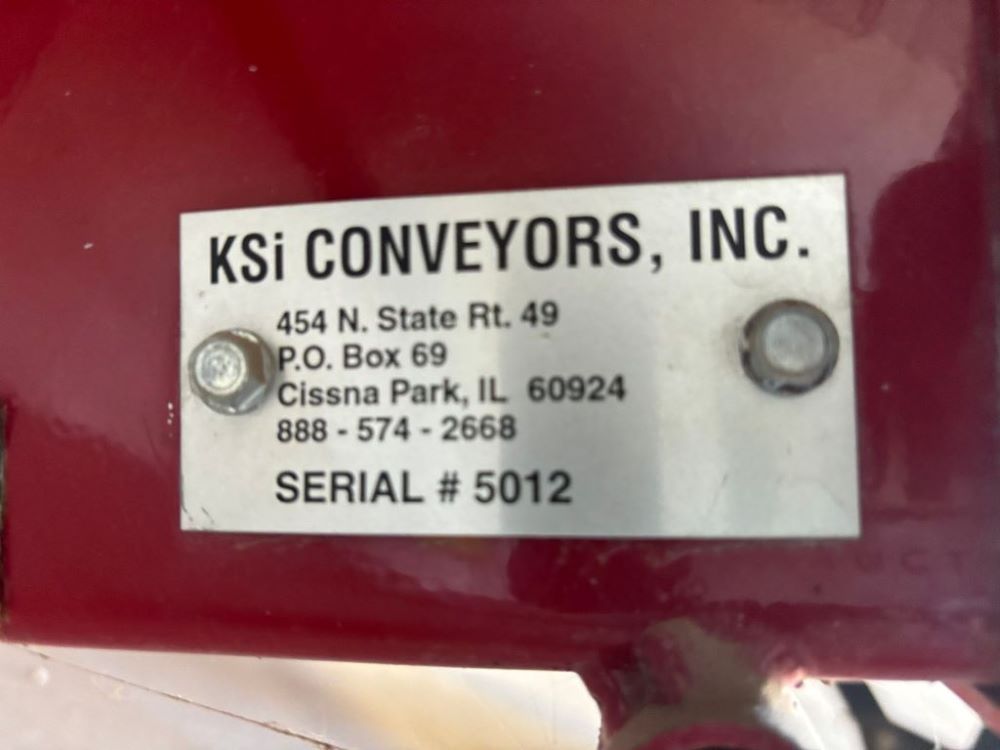 KSi CONVEYORS, INC.
454 N. State Rt. 49
P.O. Box 69
Cissna Park, IL 60924
888 - 574 - 2668
SERIAL # 5012